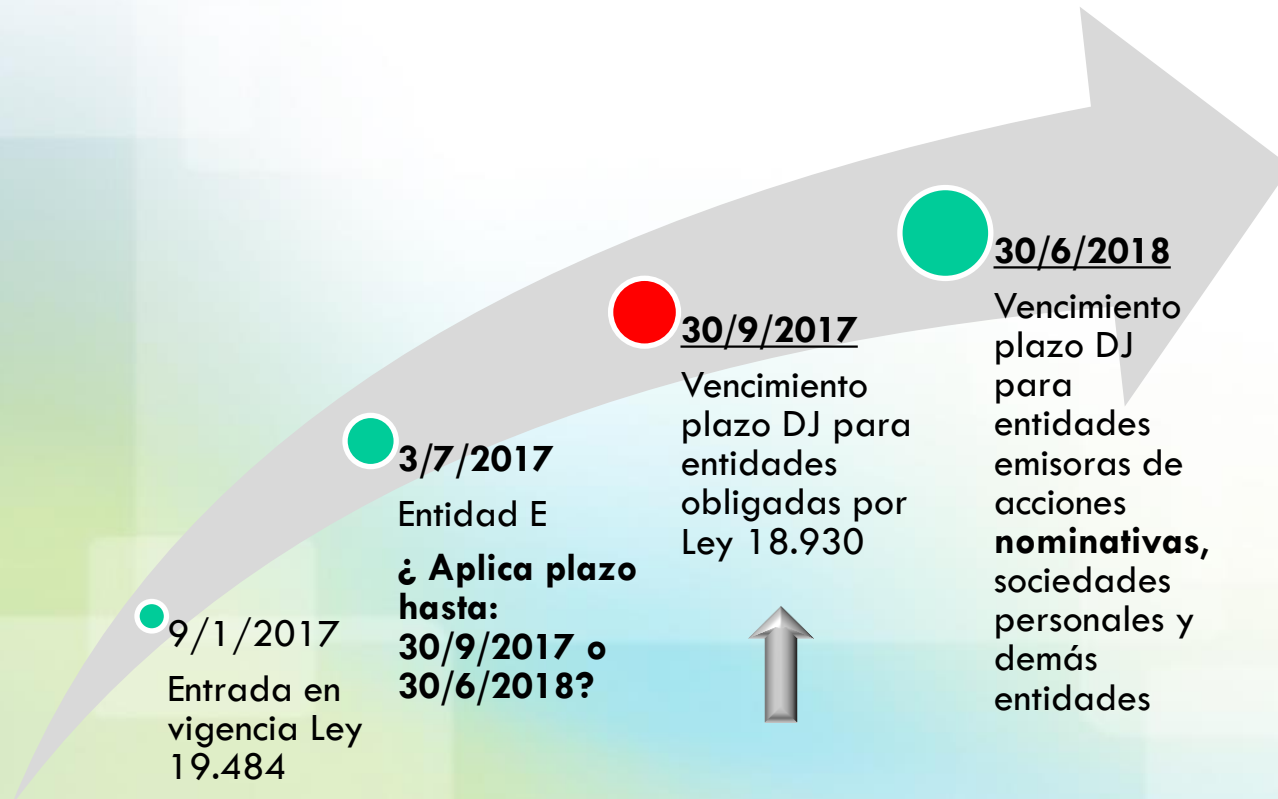 9/1/2017
Entrada en
vigencia Ley
19.484
3/7/2017
Entidad E
¿ Aplica plazo
hasta:
30/9/2017 o
30/6/2018?
30/9/2017
Vencimiento
plazo DJ para
entidades
obligadas por
Ley 18.930
30/6/2018
Vencimiento
plazo DJ
para
entidades
emisoras de
acciones
nominativas,
sociedades
personales y
demás
entidades